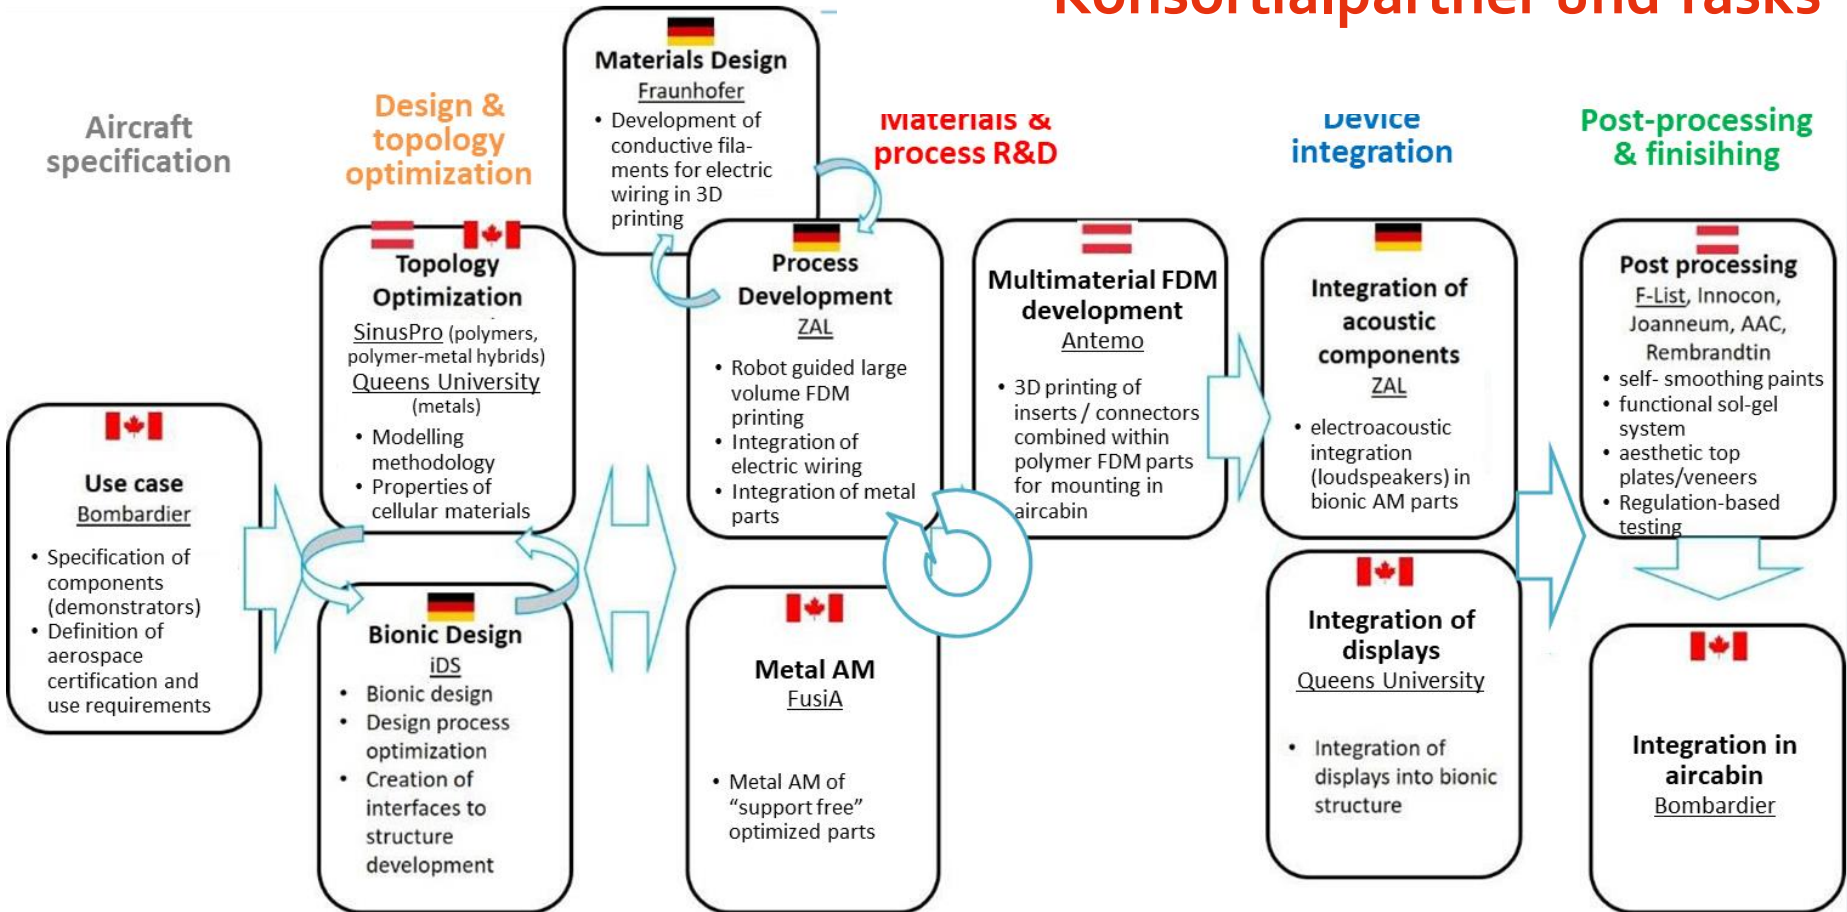 Konsortialpartner und Tasks
Aircraft
specification
Design &
topology
optimization
Materials &
process R&D
Device
integration
Post-processing
& finisihing
Materials Design
Fraunhofer
• Development of
conductive fila-
ments for electric
wiring in 3D
printing
Use case
Bombardier
• Specification of
components
(demonstrators)
• Definition of
aerospace
certification and
use requirements
Topology
Optimization
SinusPro (polymers,
polymer-metal hybrids)
Queens University
(metals)
• Modelling
methodology
• Properties of
cellular materials
Bionic Design
iDS
• Bionic design
• Design process
optimization
• Creation of
interfaces to
structure
development
Process
Development
ZAL
• Robot guided large
volume FDM
printing
• Integration of
electric wiring
• Integration of metal
parts
Metal AM
FusiA
• Metal AM of
“support free”
optimized parts
Multimaterial FDM
development
Antemo
• 3D printing of
inserts / connectors
combined within
polymer FDM parts
for mounting in
aircabin
Integration of
acoustic
components
ZAL
• electroacoustic
integration
(loudspeakers) in
bionic AM parts
Integration of
displays
Queens University
• Integration of
displays into bionic
structure
Post processing
F-List, Innocon,
Joanneum, AAC,
Rembrandtin
• self- smoothing paints
• functional sol-gel
system
• aesthetic top
plates/veneers
• Regulation-based
testing
Integration in
aircabin
Bombardier